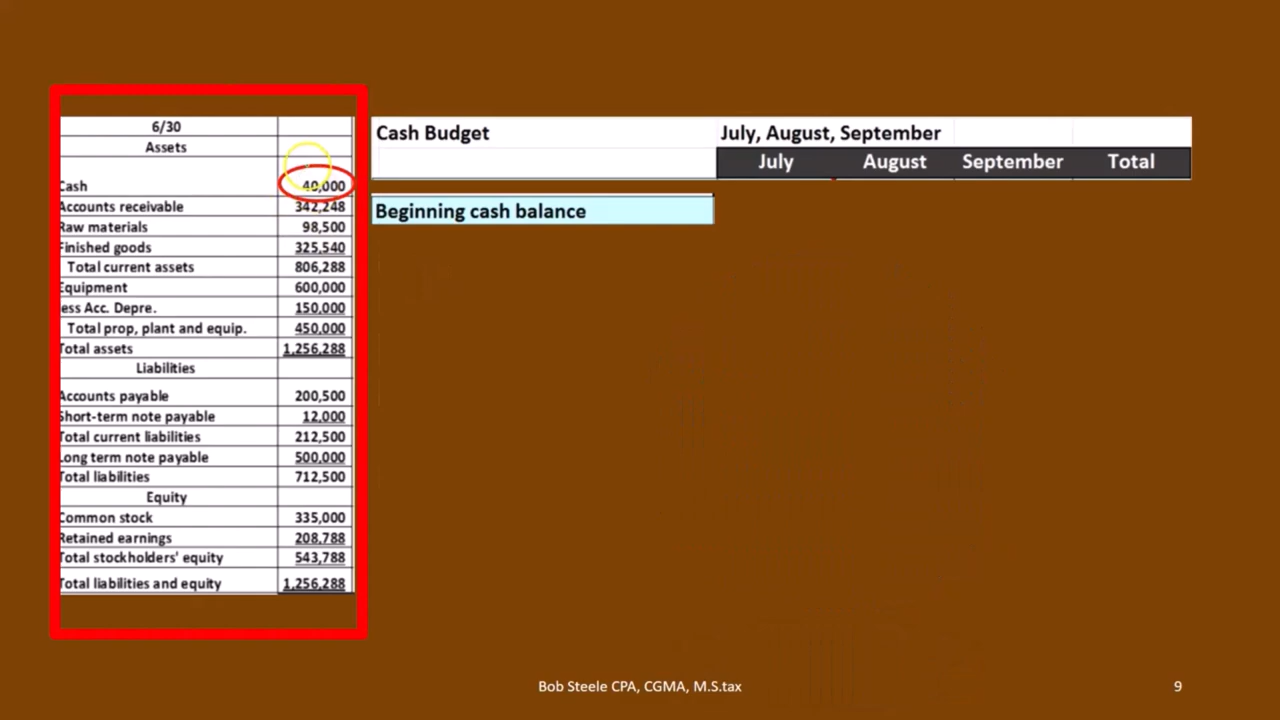 6/30
Assets
Cash 40,000
Accounts receivable 342,248
Raw materials 98,500
Finished goods 325,540
Total current assets 806,288
Equipment 600,000
ess Acc. Depre. 150,000
Total prop, plant and equip. 450,000
Total assets 1,256,288
Liabilities
Accounts payable 200,500
Short-term note payable 12,000
Total current liabilities 212,500
Long term note payable 500,000
Total liabilities 712,500
Equity
Common stock 335,000
Retained earnings 208,788
Total stockholders' equity 543,788
Total liabilities and equity 1,256,288
Cash Budget July, August, September
July August September Total
Beginning cash balance
Bob Steele CPA, CGMA, M.S.tax 9